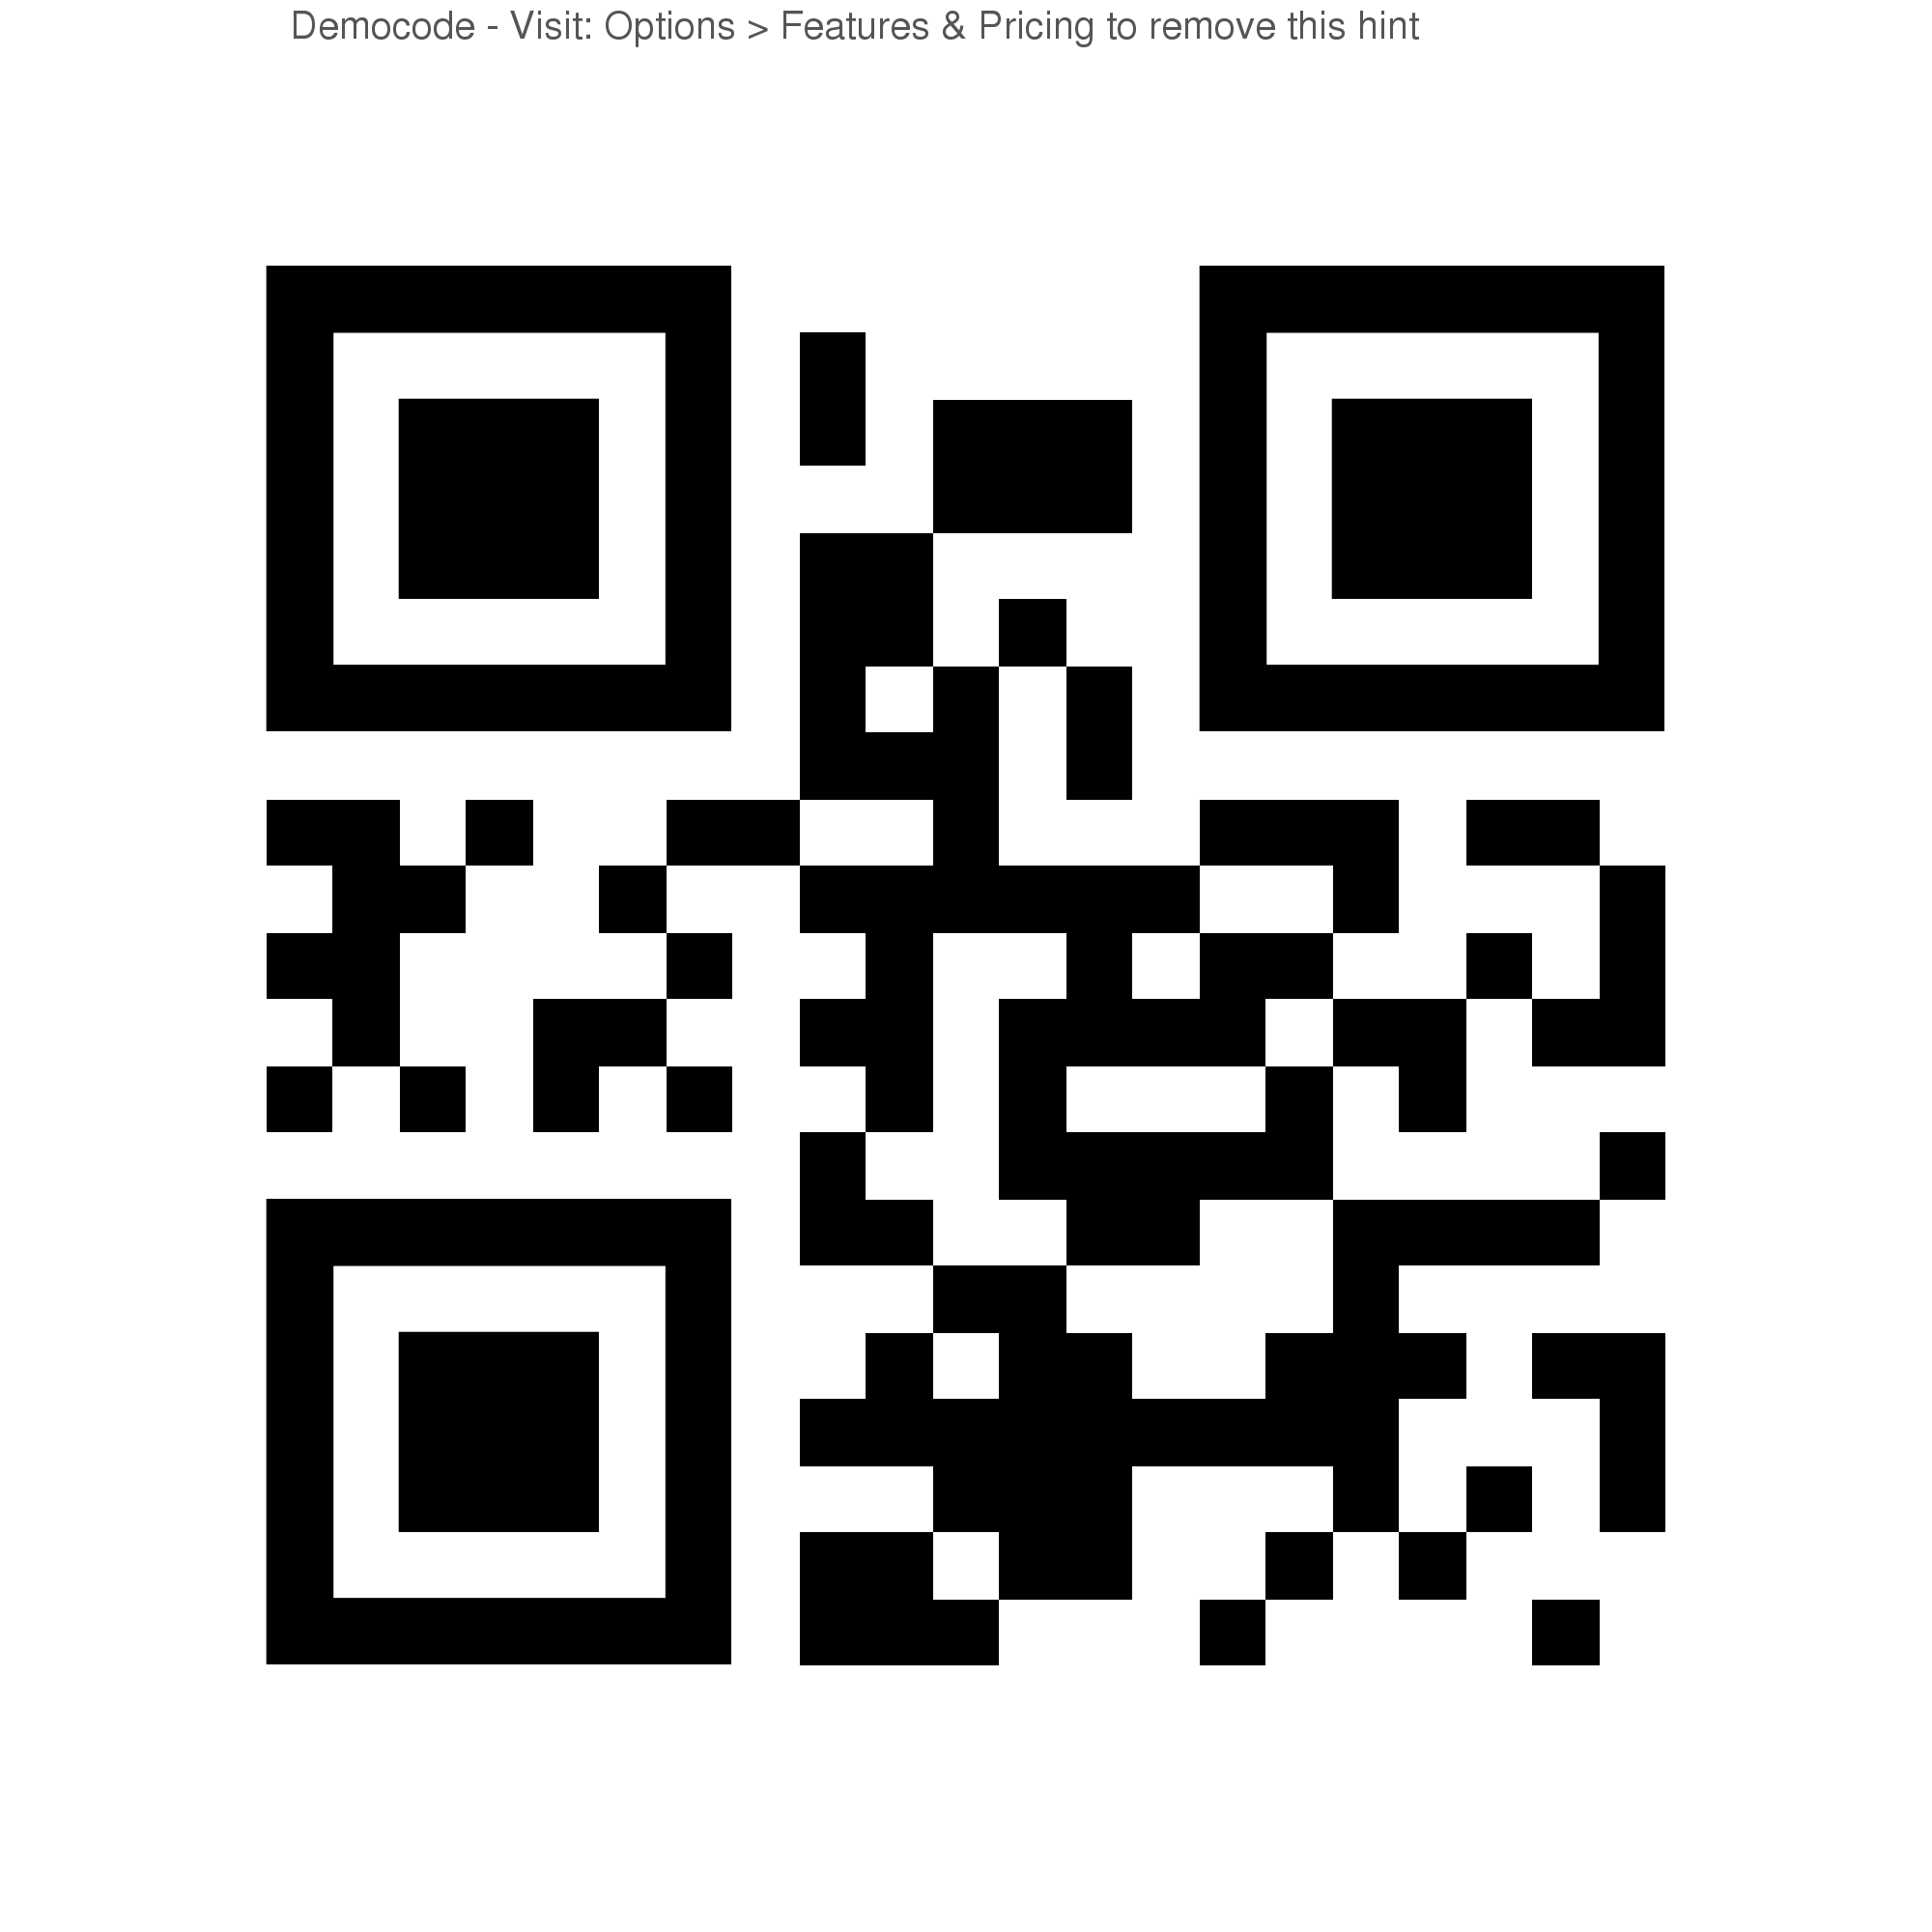 Democode - Visit: Options > Features & Pricing to remove this hint